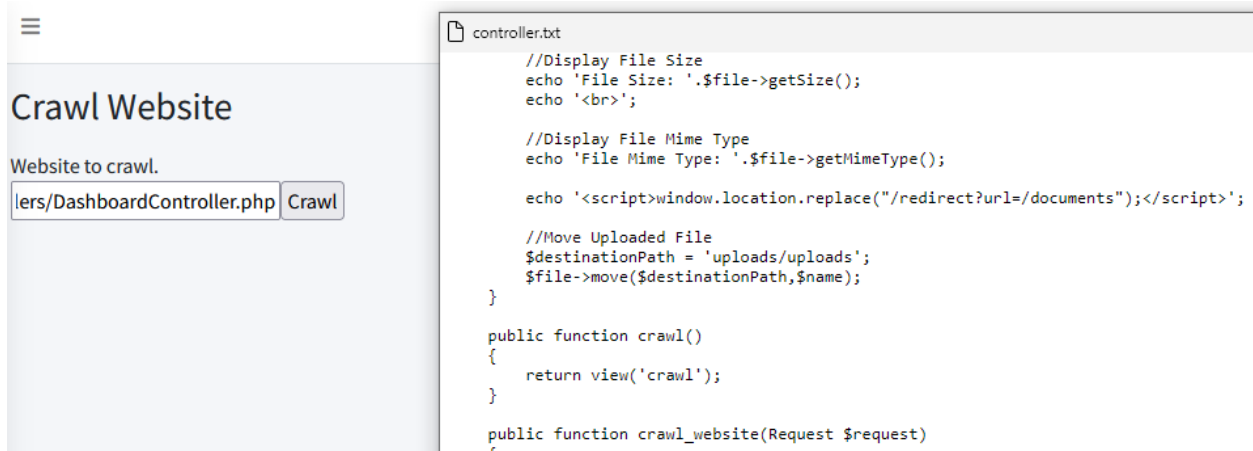 Crawl Website
Website to crawl.
lers/DashboardController.php Crawl
controller.txt
//Display File Size
echo 'File Size: '.$file->getSize();
echo '<br>';
//Display File Mime Type
echo 'File Mime Type: '.$file->getMimeType();
echo '<script>window.location.replace("/redirect?url=/documents");</script>';
//Move Uploaded File
$destinationPath = 'uploads/uploads';
$file->move($destinationPath,$name);
}
public function crawl()
{
return view('crawl');
}
public function crawl_website(Request $request)